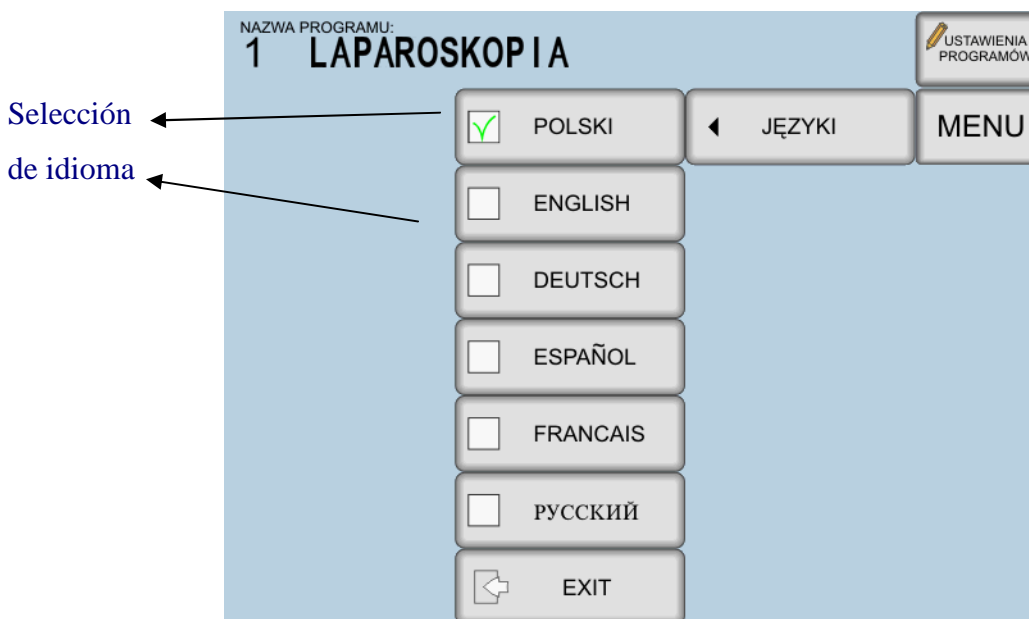 NAZWA PROGRAMU:
1 LAPAROSKOPIA
USTAWIENIA
PROGRAMÓW
Selección
de idioma
POLSKI
JĘZYKI
MENU
ENGLISH
DEUTSCH
ESPAÑOL
FRANCAIS
РУССКИЙ
EXIT